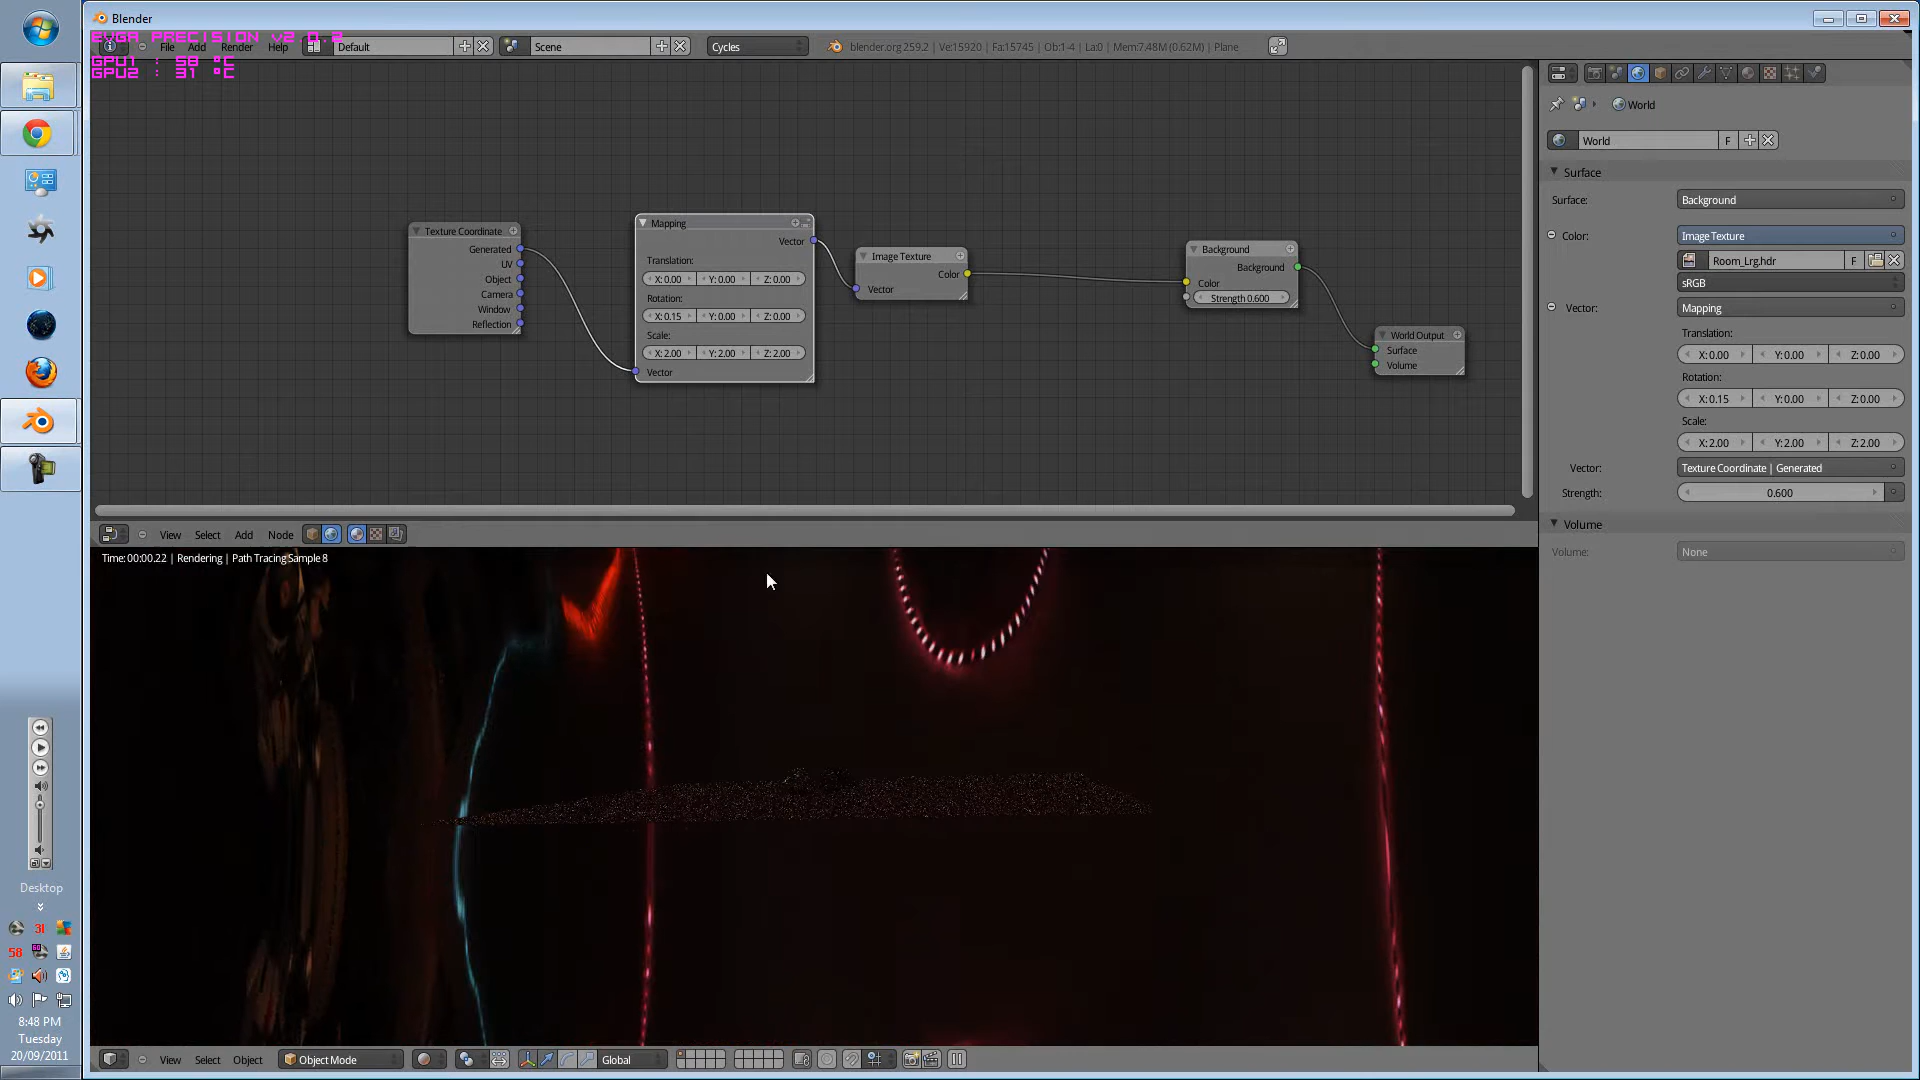 Blender
EVGA PRECISION v2.0.2
File Add Render Help Default Scene Cycles blender.org 259.2 | Ve:15920 | Fa:15745 | Ob:1-4 | La:0 | Mem:7.48M (0.62M) | Plane
GPU1 : 58 °C
GPU2 : 31 °C
World
World F
Surface
Surface: Background
Color: Image Texture
Room_Lrg.hdr F
sRGB
Vector: Mapping
Translation:
X: 0.00 Y: 0.00 Z: 0.00
Rotation:
X: 0.15 Y: 0.00 Z: 0.00
Scale:
X: 2.00 Y: 2.00 Z: 2.00
Vector: Texture Coordinate | Generated
Strength: 0.600
Volume
Volume: None
Texture Coordinate
Generated
UV
Object
Camera
Window
Reflection
Mapping
Vector
Translation:
X: 0.00 Y: 0.00 Z: 0.00
Rotation:
X: 0.15 Y: 0.00 Z: 0.00
Scale:
X: 2.00 Y: 2.00 Z: 2.00
Vector
Image Texture
Color
Vector
Background
Background
Color
Strength 0.600
World Output
Surface
Volume
View Select Add Node
Time: 00:00.22 | Rendering | Path Tracing Sample 8
View Select Object Object Mode Global
Desktop
31
58
8:48 PM
Tuesday
20/09/2011